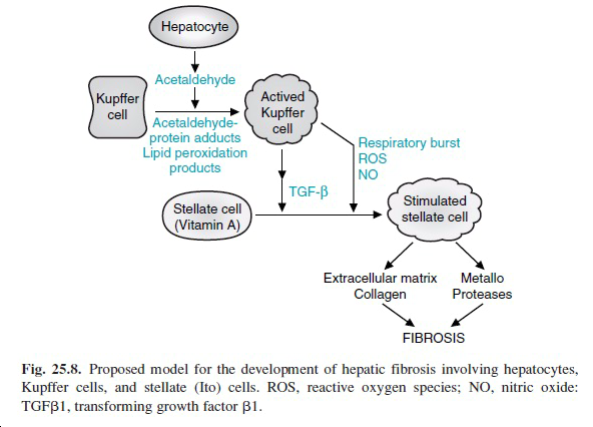 Hepatocyte
Acetaldehyde
Kupffer
cell
Acetaldehyde-
protein adducts
Lipid peroxidation
products
Actived
Kupffer
cell
Respiratory burst
ROS
NO
TGF-β
Stellate cell
(Vitamin A)
Stimulated
stellate cell
Extracellular matrix
Collagen
Metallo
Proteases
FIBROSIS
Fig. 25.8. Proposed model for the development of hepatic fibrosis involving hepatocytes,
Kupffer cells, and stellate (Ito) cells. ROS, reactive oxygen species; NO, nitric oxide:
TGFβ1, transforming growth factor β1.